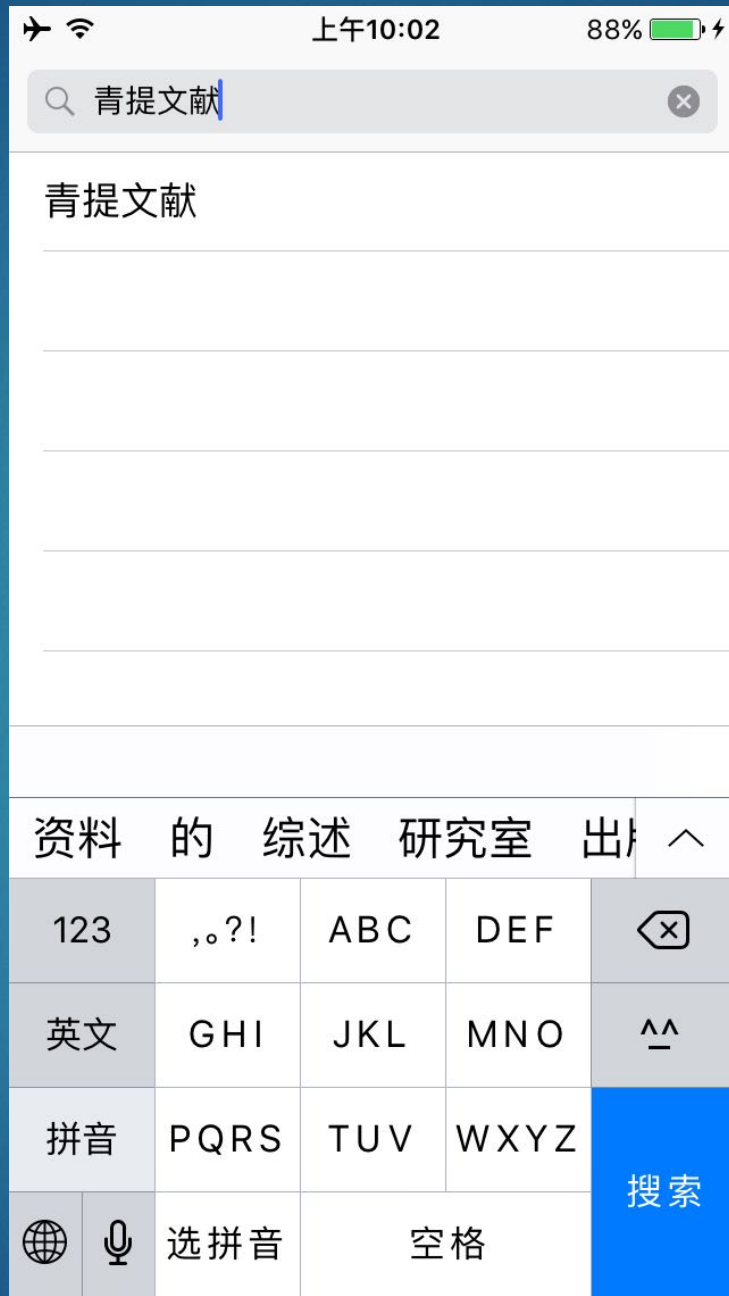 上午10:02 88%
青提文献
青提文献
资料 的 综述 研究室 出
123 ,。?! ABC DEF
英文 GHI JKL MNO ^^
拼音 PQRS TUV WXYZ
搜索
选拼音 空格